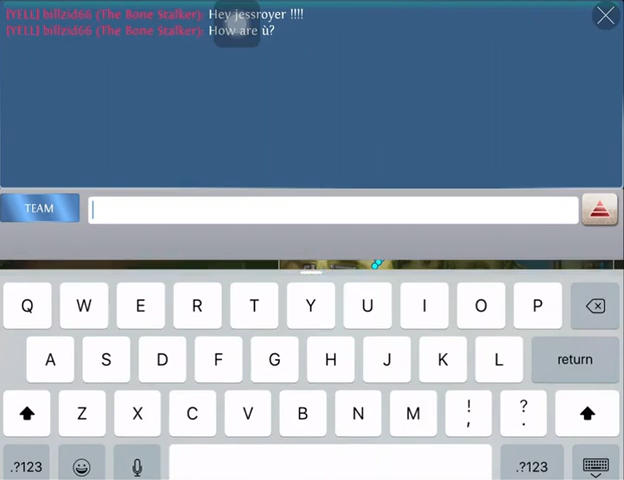 [YELL] billzid66 (The Bone Stalker): Hey jessroyer !!!!
[YELL] billzid66 (The Bone Stalker): How are ù?
TEAM
Q W E R T Y U I O P
A S D F G H J K L return
Z X C V B N M ! , ? .
.?123 .?123